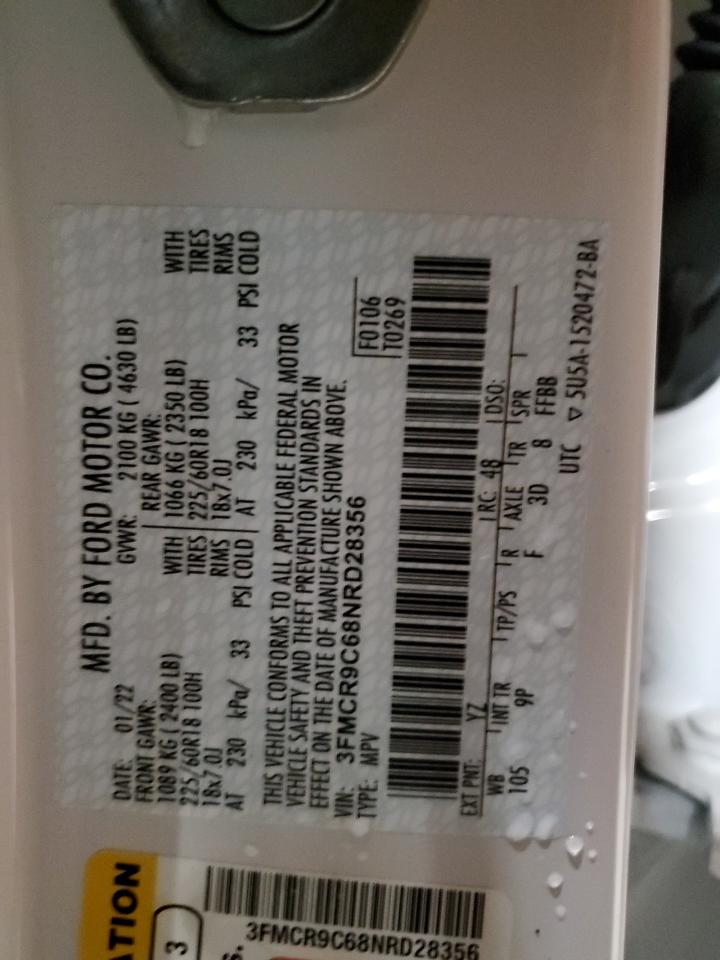 MFD. BY FORD MOTOR CO.
DATE: 01/22 GVWR: 2100 KG ( 4630 LB)
FRONT GAWR: REAR GAWR:
1089 KG ( 2400 LB) WITH 1066 KG ( 2350 LB) WITH
225/60R18 100H TIRES 225/60R18 100H TIRES
18x7.0J RIMS 18x7.0J RIMS
AT 230 kPa/ 33 PSI COLD AT 230 kPa/ 33 PSI COLD
THIS VEHICLE CONFORMS TO ALL APPLICABLE FEDERAL MOTOR
VEHICLE SAFETY AND THEFT PREVENTION STANDARDS IN
EFFECT ON THE DATE OF MANUFACTURE SHOWN ABOVE.
VIN: 3FMCR9C68NRD28356 F0106
TYPE: MPV T0269
EXT PNT: YZ RC: 48 DSO:
WB INT TR TP/PS R AXLE TR SPR
105 9P F 3D 8 FFBB
UTC ▽ 5U5A-1520472-BA
ATION
3
S.
3FMCR9C68NRD28356